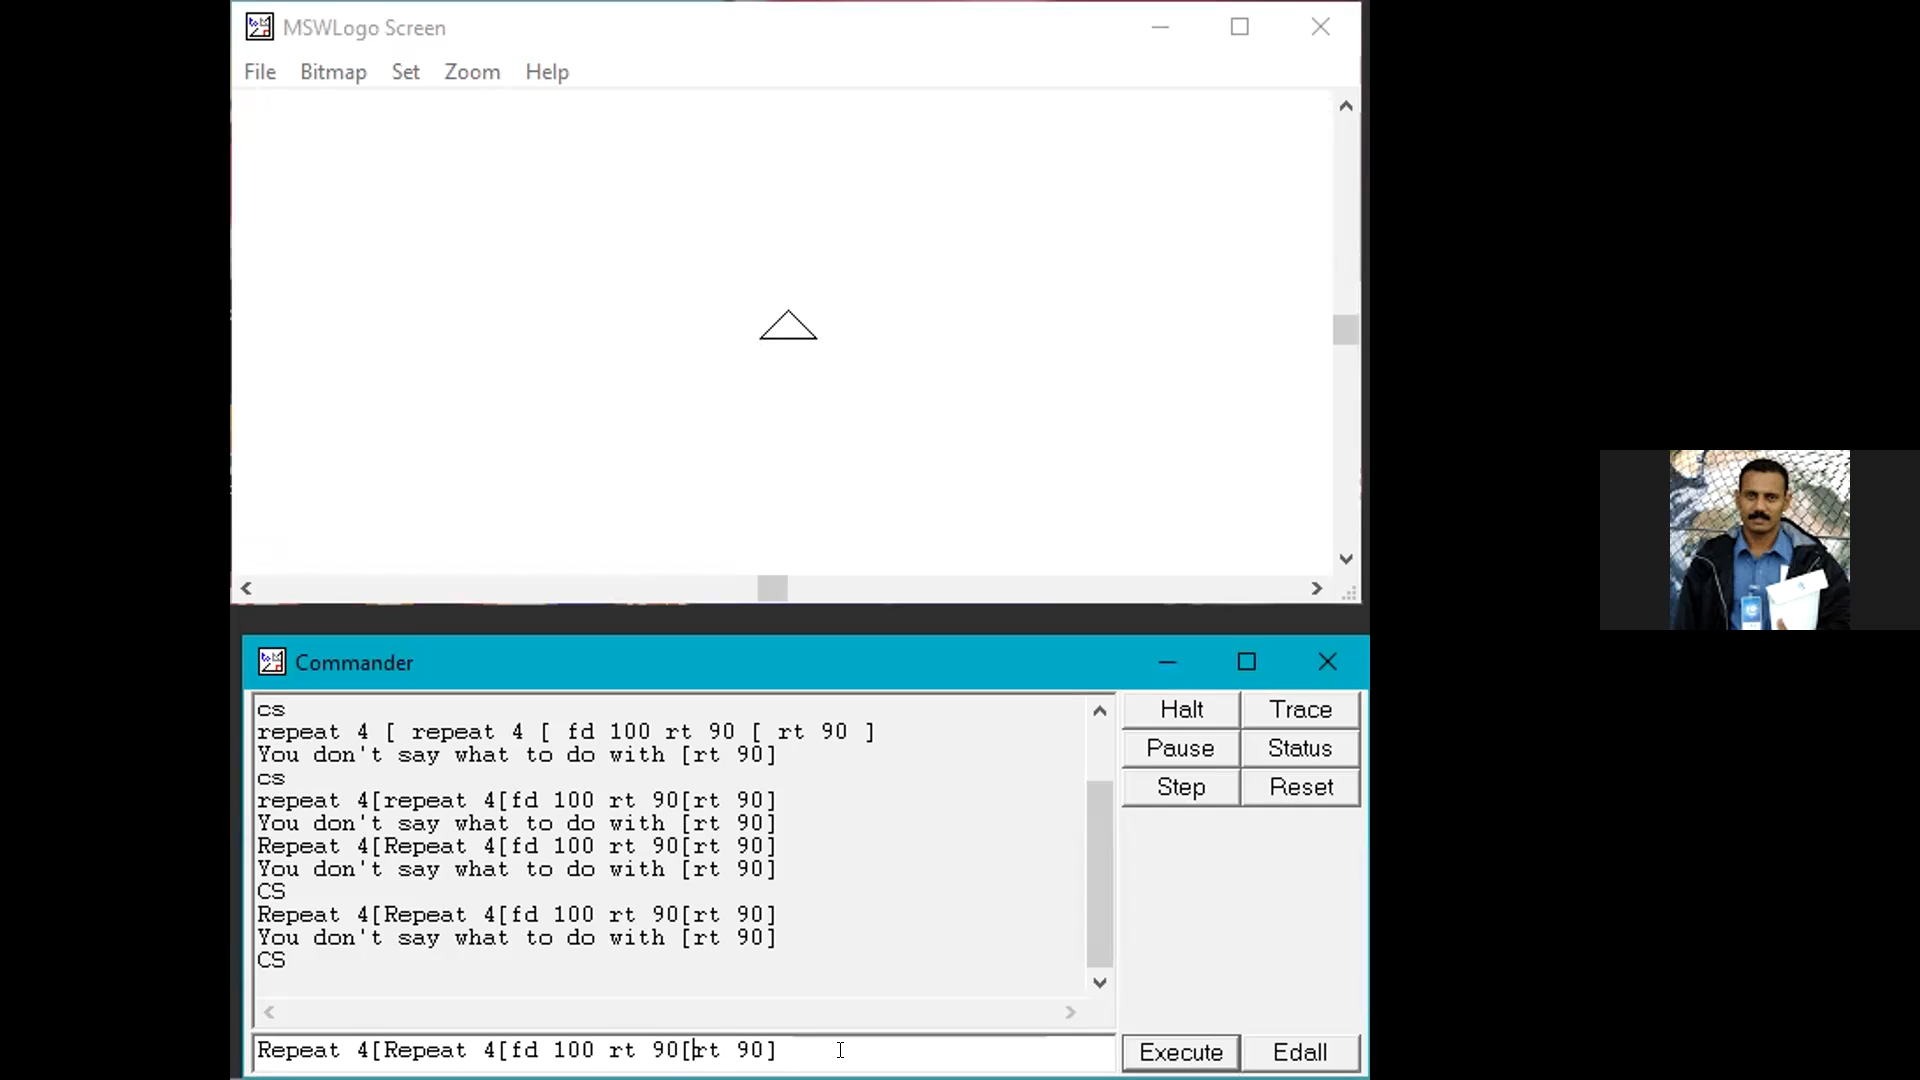 MSWLogo Screen
File Bitmap Set Zoom Help
Commander
cs
repeat 4 [ repeat 4 [ fd 100 rt 90 [ rt 90 ]
You don't say what to do with [rt 90]
cs
repeat 4[repeat 4[fd 100 rt 90[rt 90]
You don't say what to do with [rt 90]
Repeat 4[Repeat 4[fd 100 rt 90[rt 90]
You don't say what to do with [rt 90]
CS
Repeat 4[Repeat 4[fd 100 rt 90[rt 90]
You don't say what to do with [rt 90]
CS
Repeat 4[Repeat 4[fd 100 rt 90[rt 90]
Halt Trace
Pause Status
Step Reset
Execute Edall